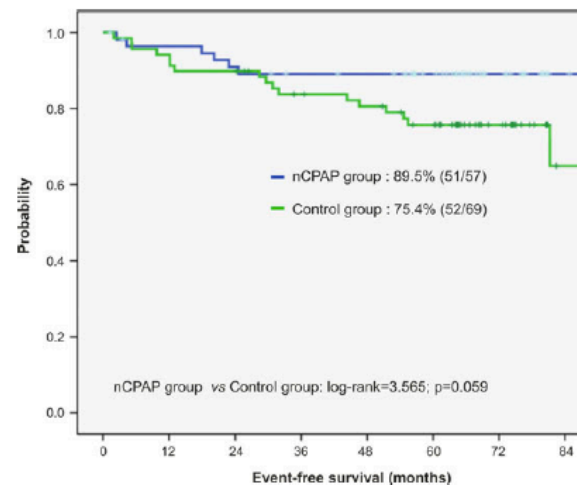 1.0
0.8
0.6
0.4
0.2
0.0
Probability
nCPAP group : 89.5% (51/57)
Control group : 75.4% (52/69)
nCPAP group vs Control group: log-rank=3.565; p=0.059
0 12 24 36 48 60 72 84
Event-free survival (months)